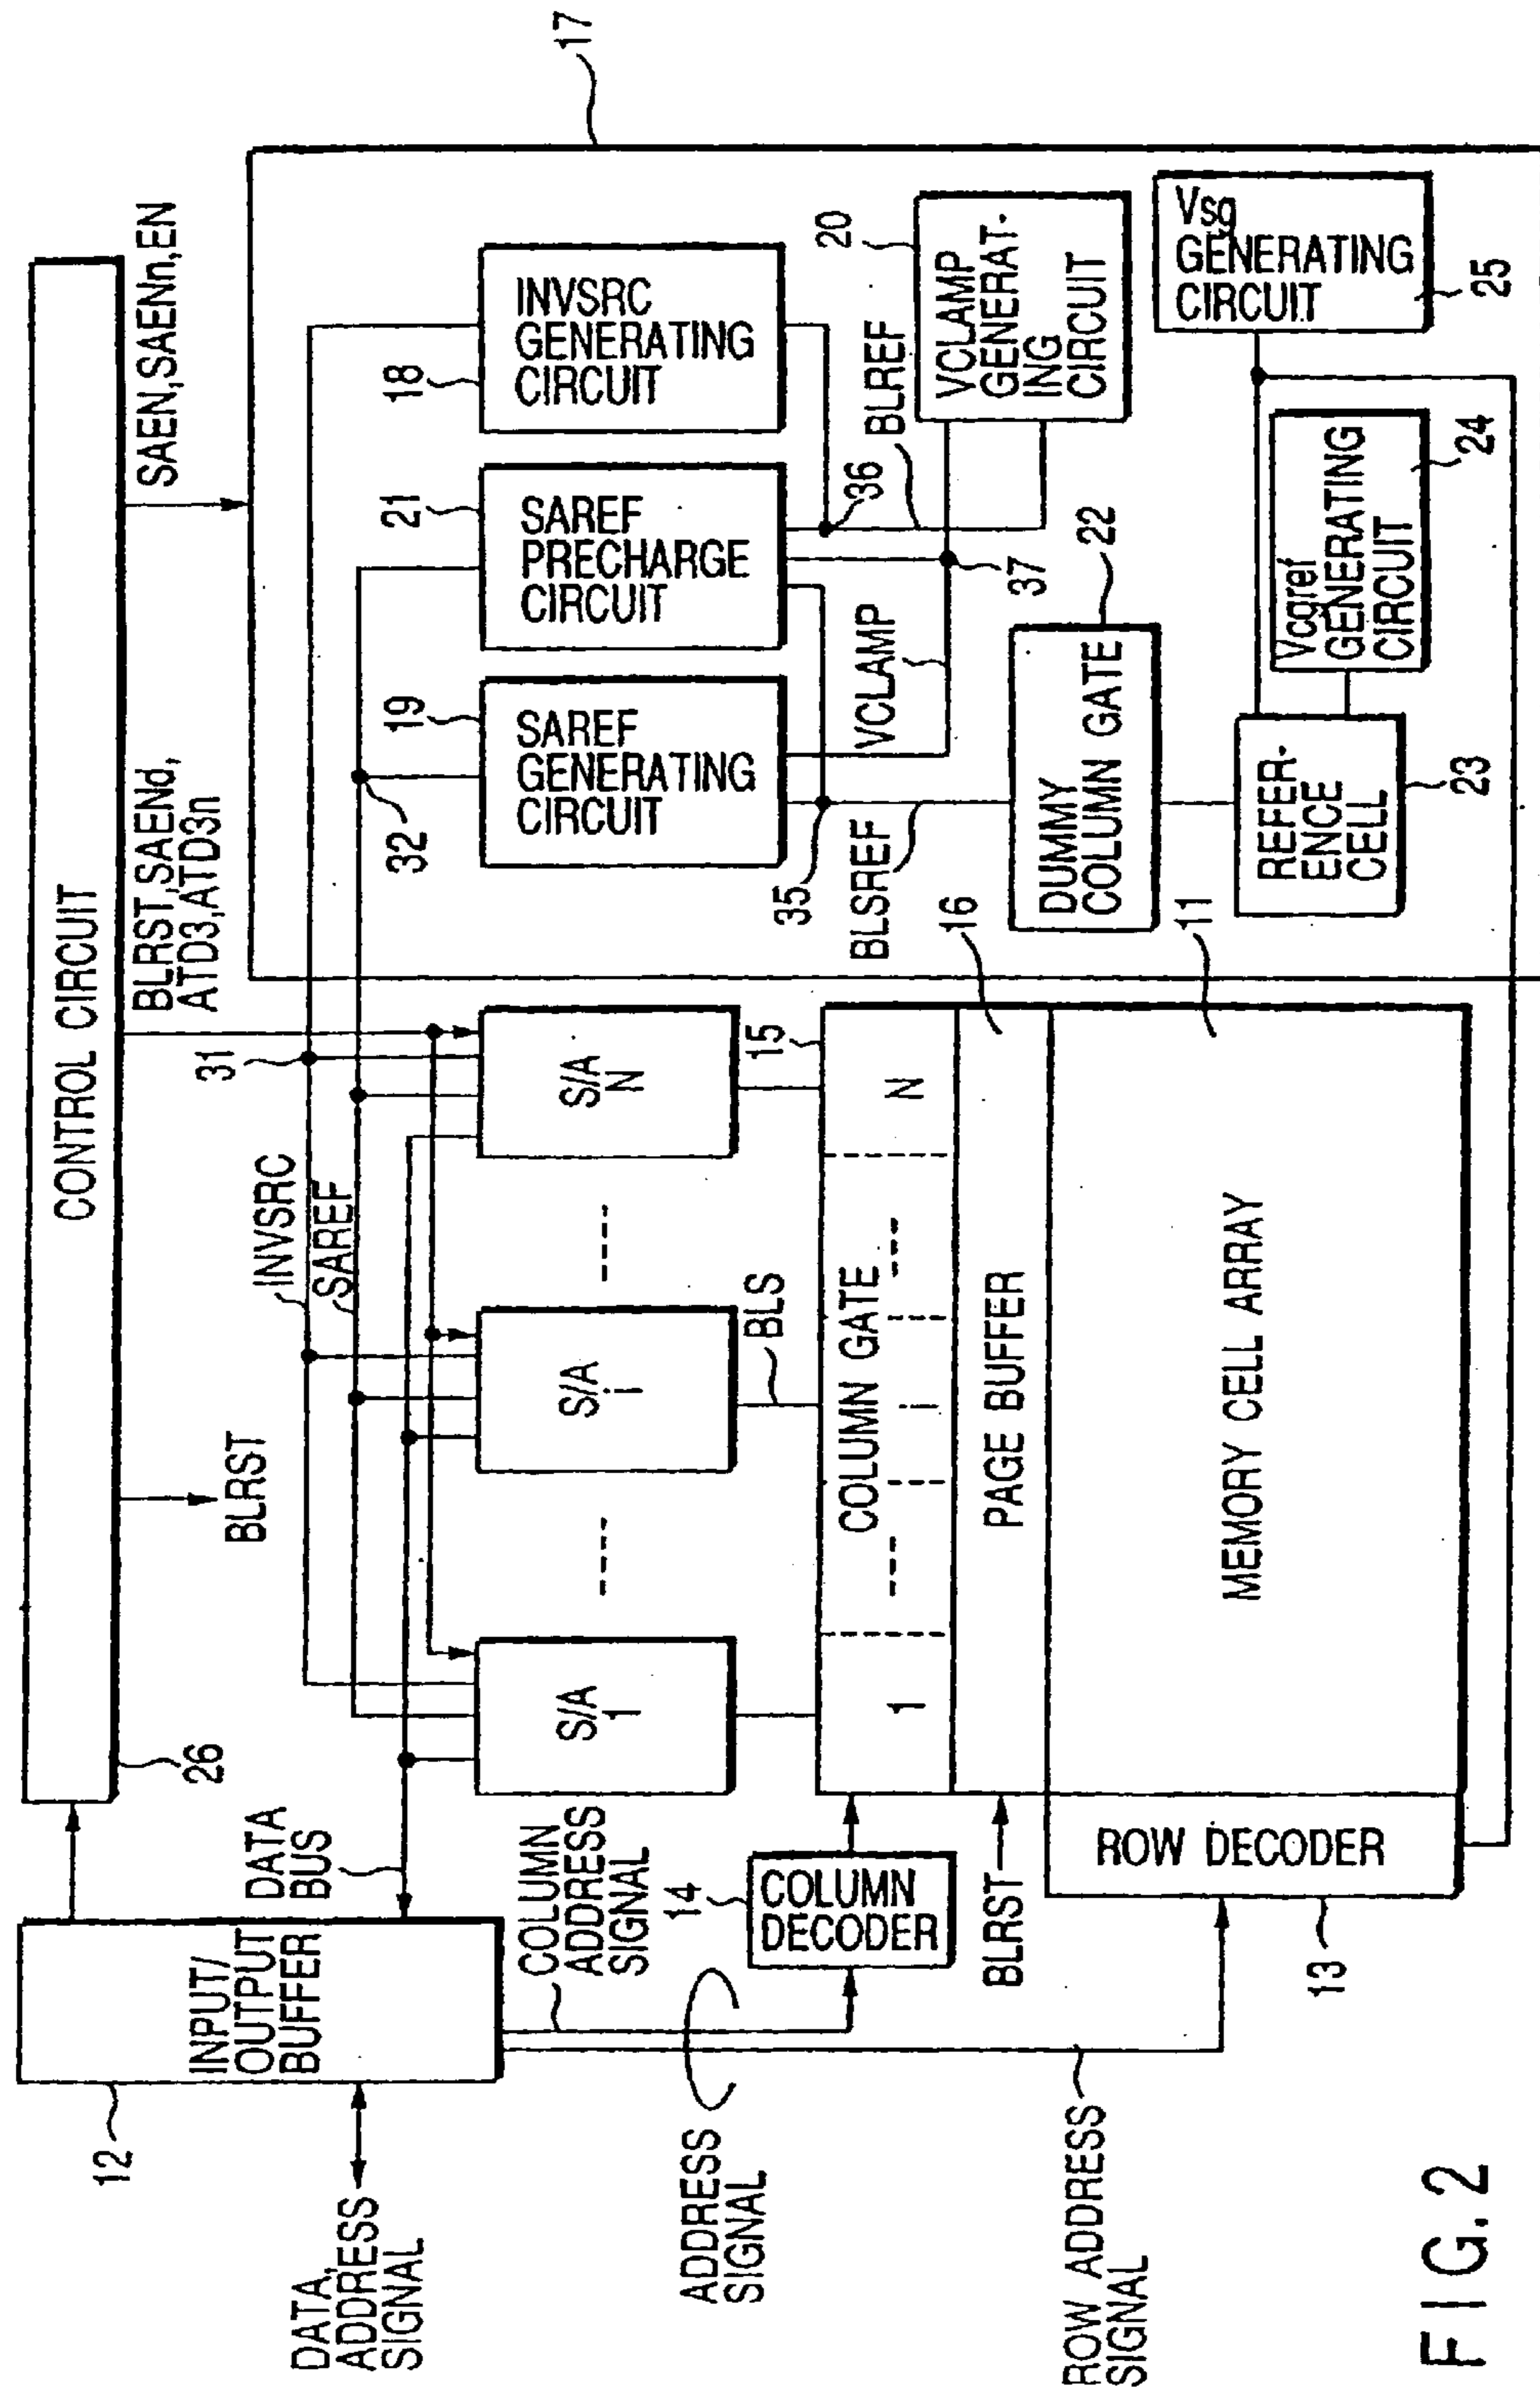 CONTROL CIRCUIT
26
SAEN,SAENn,EN
17
BLRST,SAENd,
ATD3,ATD3n
BLRST
31
INVSRC
SAREF
32
INPUT/
OUTPUT
BUFFER
12
DATA,
ADDRESS
SIGNAL
DATA
BUS
COLUMN
ADDRESS
SIGNAL
ADDRESS
SIGNAL
ROW ADDRESS
SIGNAL
S/A
1
----
S/A
i
----
S/A
N
BLS
15
19
SAREF
GENERATING
CIRCUIT
21
SAREF
PRECHARGE
CIRCUIT
18
INVSRC
GENERATING
CIRCUIT
20
VCLAMP
GENERAT-
ING
CIRCUIT
35
BLSREF
VCLAMP
37
36
BLREF
14
COLUMN
DECODER
COLUMN GATE
1
---
i
---
N
16
PAGE BUFFER
BLRST
11
MEMORY CELL ARRAY
ROW DECODER
13
DUMMY
COLUMN GATE
22
REFER-
ENCE
CELL
23
Vcgref
GENERATING
CIRCUIT
24
Vsg
GENERATING
CIRCUIT
25
FIG. 2